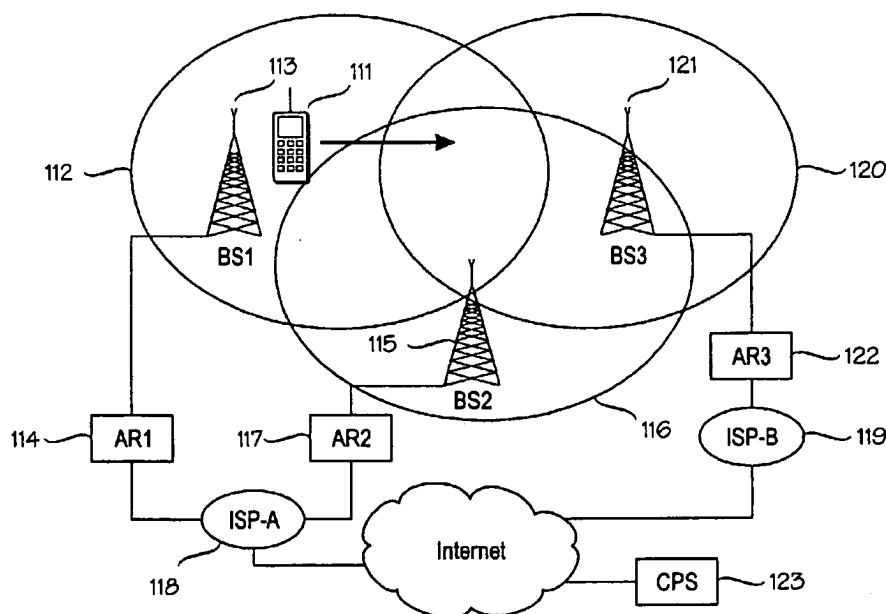 113
111
121
112
120
BS1
BS3
115
BS2
AR3
122
114
AR1
117
AR2
116
ISP-B
119
ISP-A
118
Internet
CPS
123